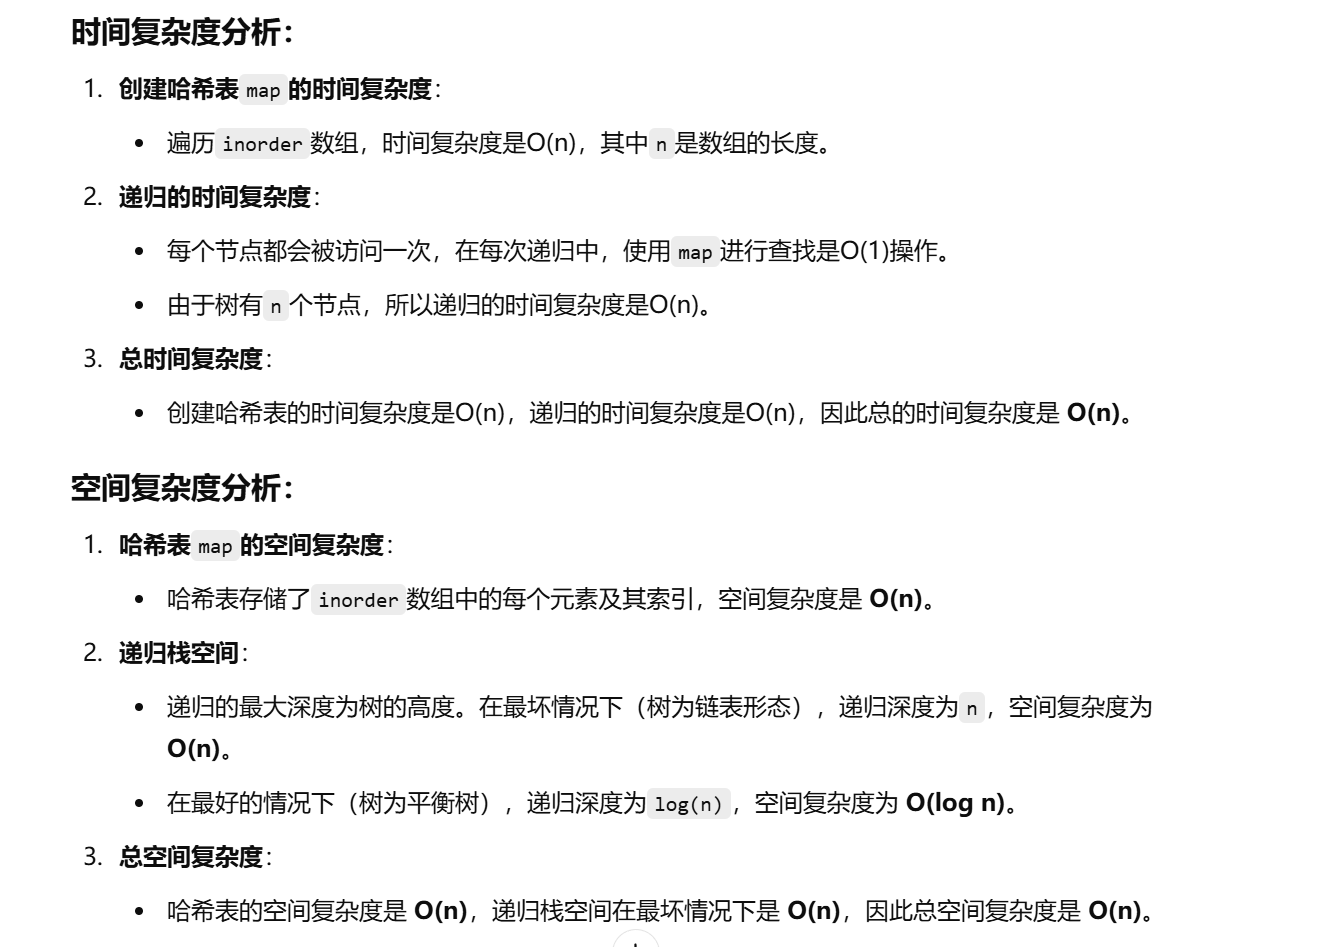 时间复杂度分析：
1. 创建哈希表 map 的时间复杂度：
• 遍历 inorder 数组，时间复杂度是O(n)，其中 n 是数组的长度。
2. 递归的时间复杂度：
• 每个节点都会被访问一次，在每次递归中，使用 map 进行查找是O(1)操作。
• 由于树有 n 个节点，所以递归的时间复杂度是O(n)。
3. 总时间复杂度：
• 创建哈希表的时间复杂度是O(n)，递归的时间复杂度是O(n)，因此总的时间复杂度是 O(n)。
空间复杂度分析：
1. 哈希表 map 的空间复杂度：
• 哈希表存储了 inorder 数组中的每个元素及其索引，空间复杂度是 O(n)。
2. 递归栈空间：
• 递归的最大深度为树的高度。在最坏情况下（树为链表形态），递归深度为 n ，空间复杂度为
O(n)。
• 在最好的情况下（树为平衡树），递归深度为 log(n) ，空间复杂度为 O(log n)。
3. 总空间复杂度：
• 哈希表的空间复杂度是 O(n)，递归栈空间在最坏情况下是 O(n)，因此总空间复杂度是 O(n)。